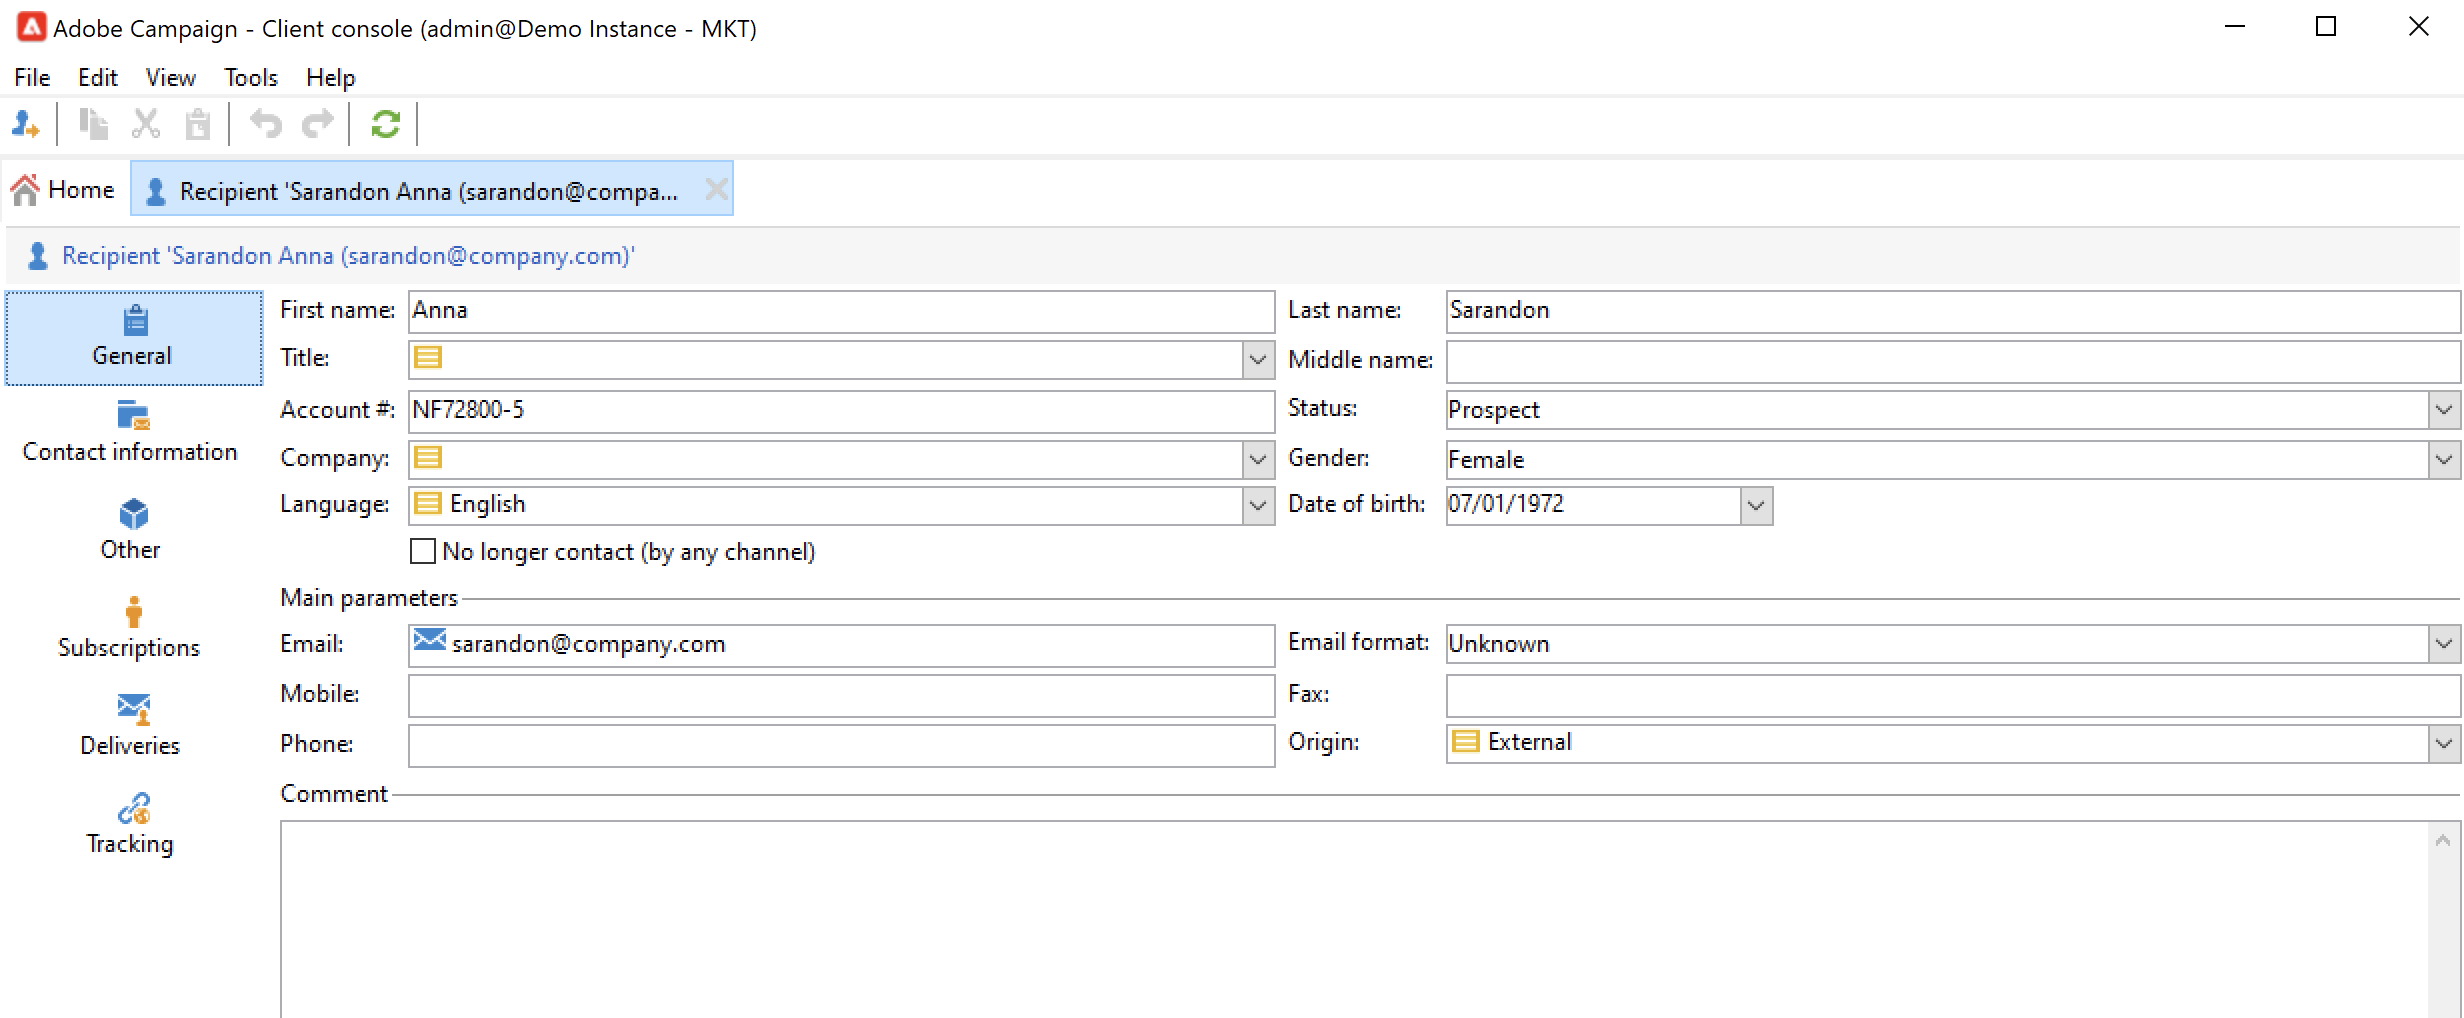 Adobe Campaign - Client console (admin@Demo Instance - MKT)
File Edit View Tools Help
Home Recipient 'Sarandon Anna (sarandon@compa...
Recipient 'Sarandon Anna (sarandon@company.com)'
General
Contact information
Other
Subscriptions
Deliveries
Tracking
First name: Anna Last name: Sarandon
Title: Middle name:
Account #: NF72800-5 Status: Prospect
Company: Gender: Female
Language: English Date of birth: 07/01/1972
No longer contact (by any channel)
Main parameters
Email: sarandon@company.com Email format: Unknown
Mobile: Fax:
Phone: Origin: External
Comment